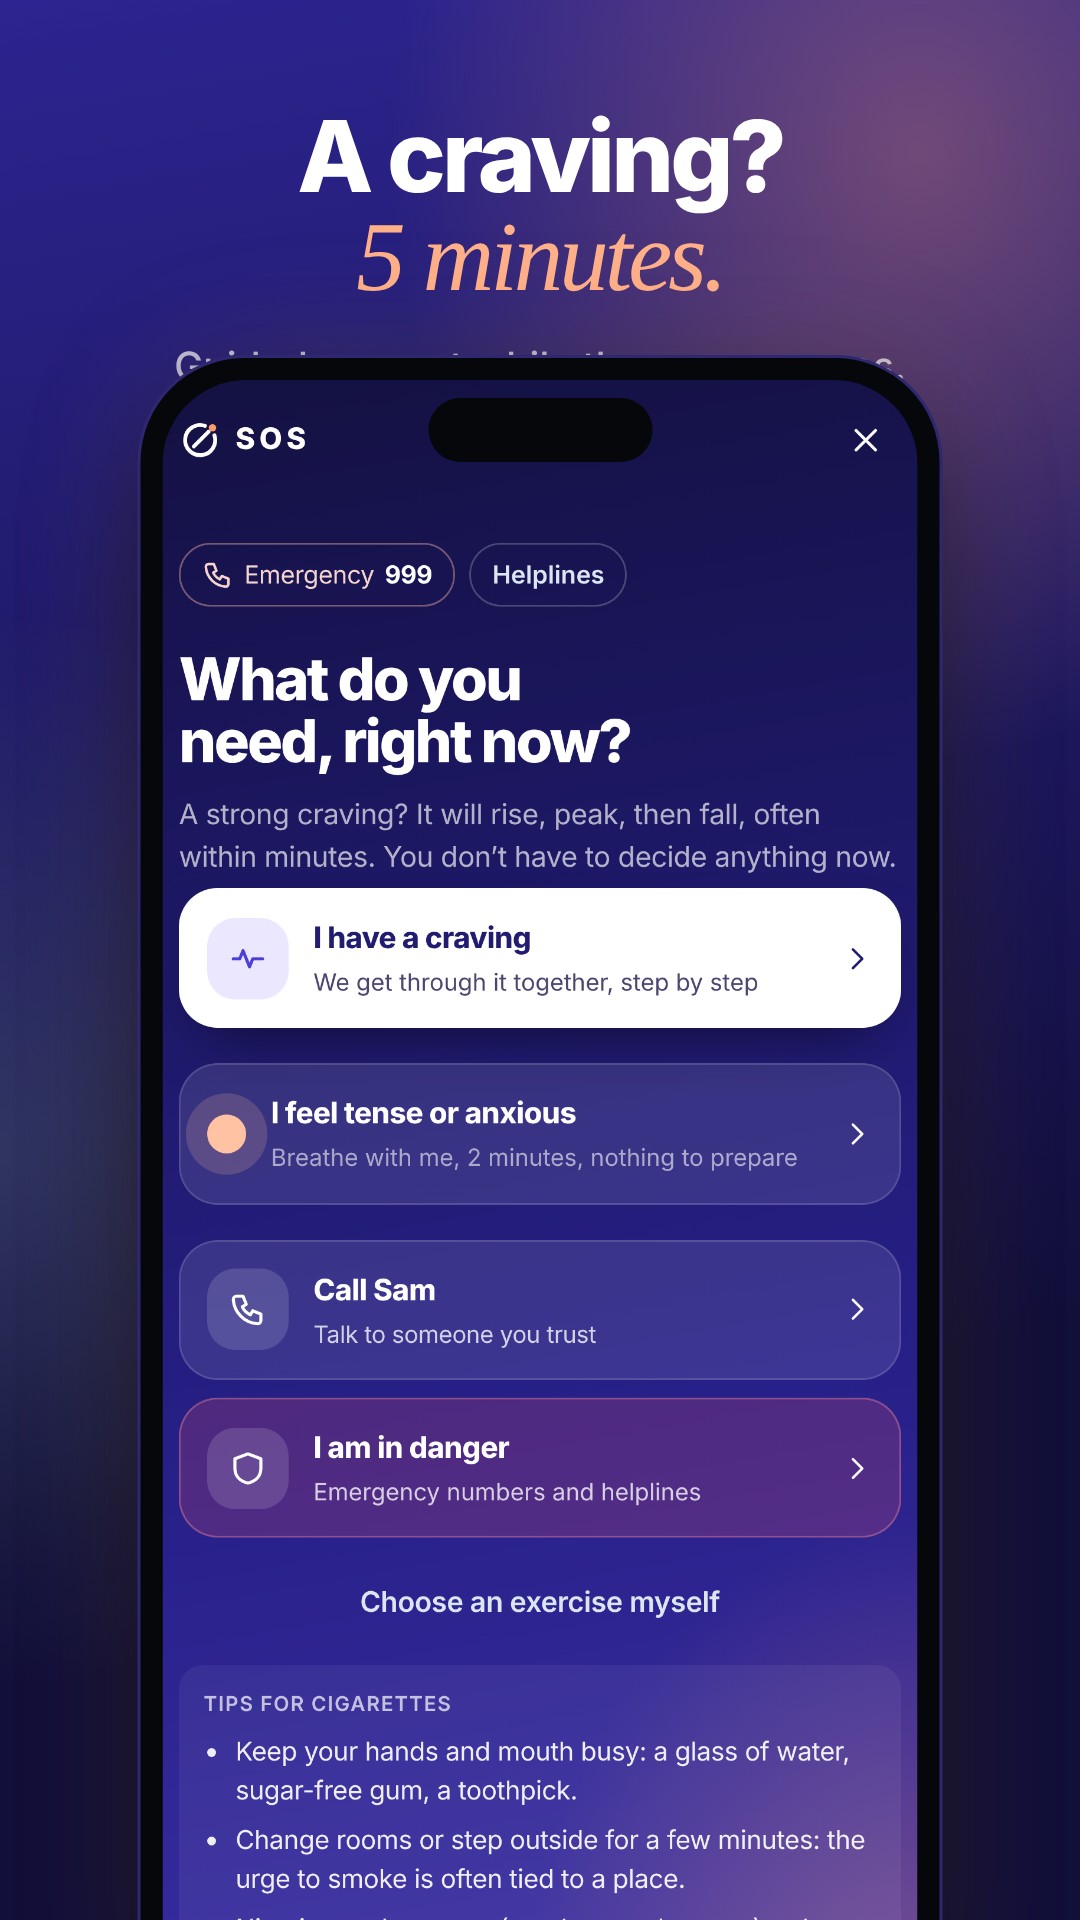 A craving?
5 minutes.
SOS
Emergency 999
Helplines
What do you
need, right now?
A strong craving? It will rise, peak, then fall, often
within minutes. You don’t have to decide anything now.
I have a craving
We get through it together, step by step
I feel tense or anxious
Breathe with me, 2 minutes, nothing to prepare
Call Sam
Talk to someone you trust
I am in danger
Emergency numbers and helplines
Choose an exercise myself
TIPS FOR CIGARETTES
• Keep your hands and mouth busy: a glass of water,
sugar-free gum, a toothpick.
• Change rooms or step outside for a few minutes: the
urge to smoke is often tied to a place.